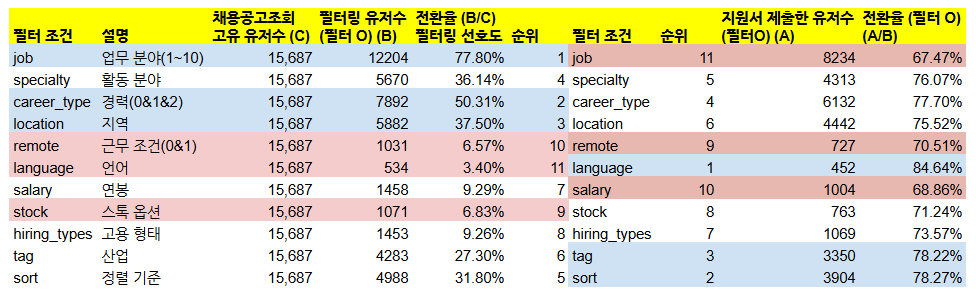 채용공고조회 필터링 유저수 전환율 (B/C) 지원서 제출한 유저수 전환율 (필터 O)
필터 조건 설명 고유 유저수 (C) (필터 O) (B) 필터링 선호도 순위 필터 조건 순위 (필터O) (A) (A/B)
job 업무 분야(1~10) 15,687 12204 77.80% 1 job 11 8234 67.47%
specialty 활동 분야 15,687 5670 36.14% 4 specialty 5 4313 76.07%
career_type 경력(0&1&2) 15,687 7892 50.31% 2 career_type 4 6132 77.70%
location 지역 15,687 5882 37.50% 3 location 6 4442 75.52%
remote 근무 조건(0&1) 15,687 1031 6.57% 10 remote 9 727 70.51%
language 언어 15,687 534 3.40% 11 language 1 452 84.64%
salary 연봉 15,687 1458 9.29% 7 salary 10 1004 68.86%
stock 스톡 옵션 15,687 1071 6.83% 9 stock 8 763 71.24%
hiring_types 고용 형태 15,687 1453 9.26% 8 hiring_types 7 1069 73.57%
tag 산업 15,687 4283 27.30% 6 tag 3 3350 78.22%
sort 정렬 기준 15,687 4988 31.80% 5 sort 2 3904 78.27%